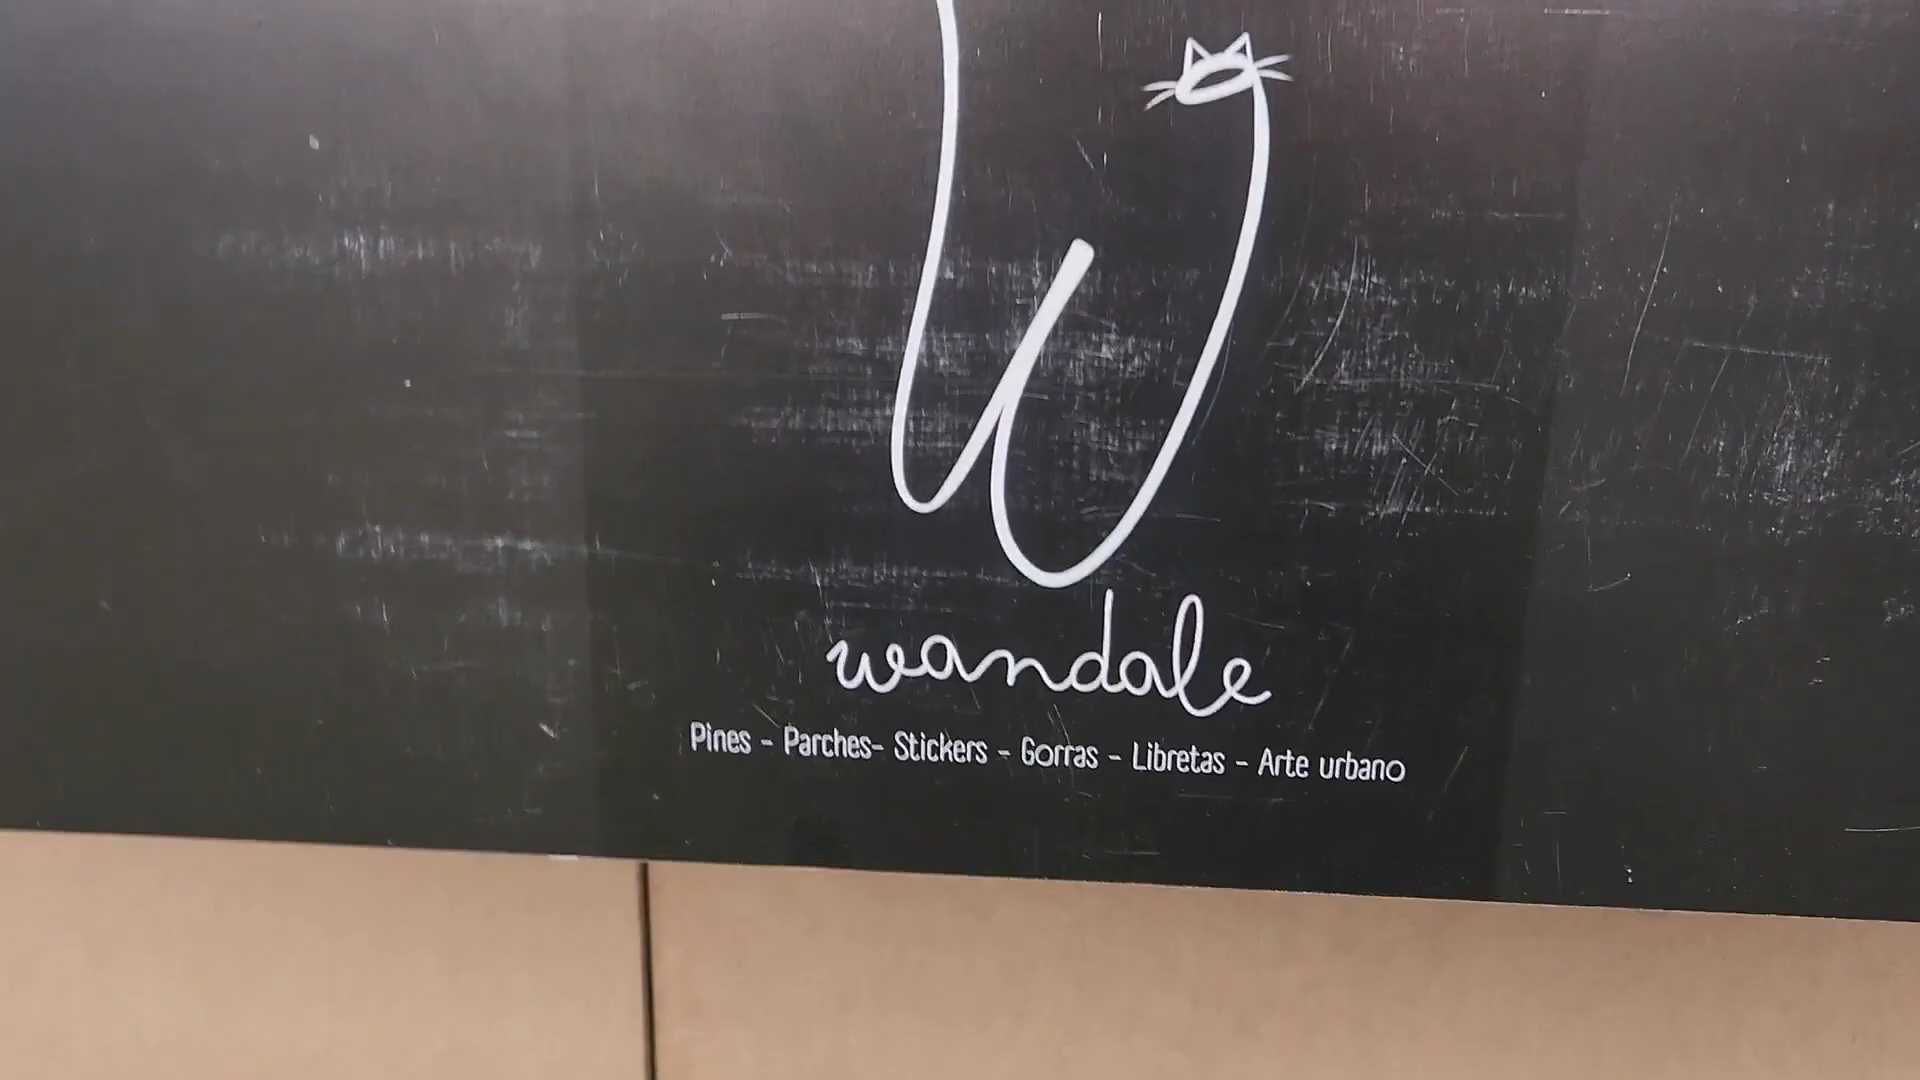 wandale
Pines - Parches- Stickers - Gorras - Libretas - Arte urbano